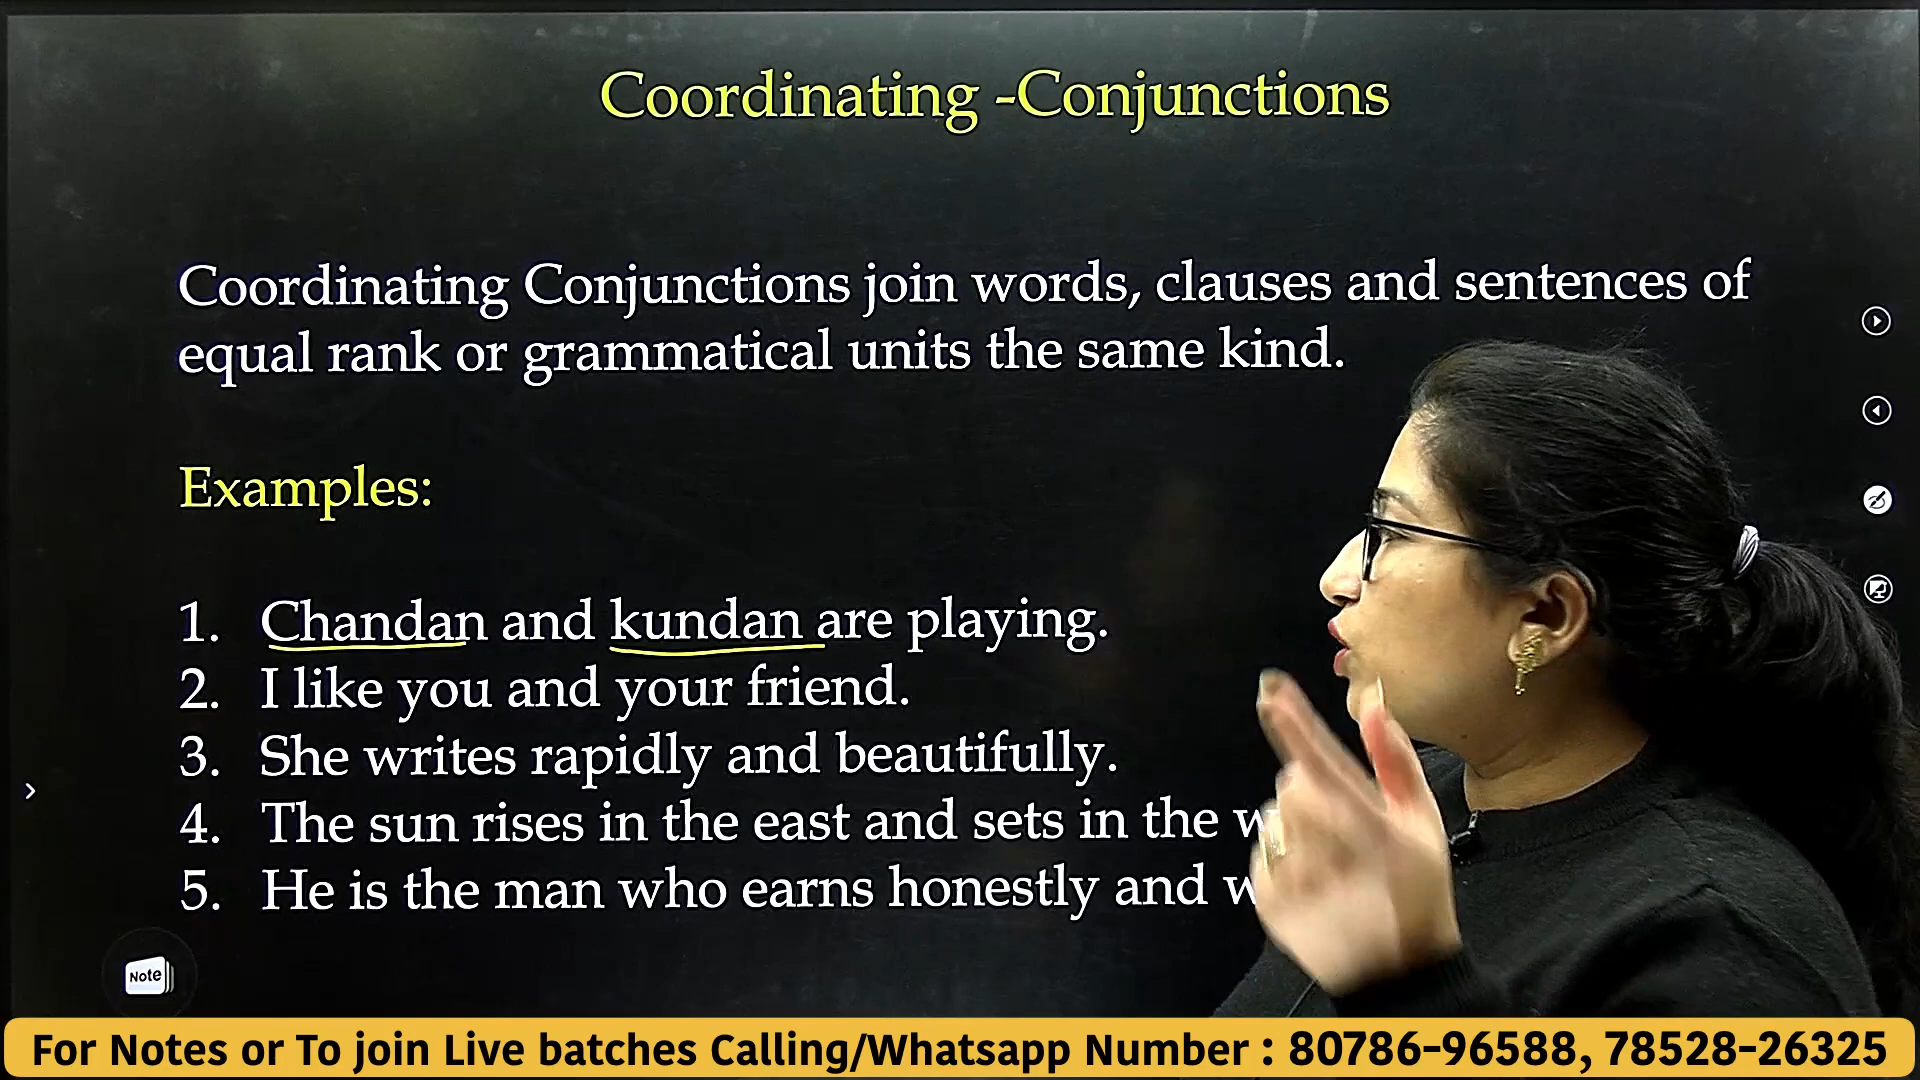 Coordinating -Conjunctions
Coordinating Conjunctions join words, clauses and sentences of
equal rank or grammatical units the same kind.
Examples:
1. Chandan and kundan are playing.
2. I like you and your friend.
3. She writes rapidly and beautifully.
4. The sun rises in the east and sets in the
5. He is the man who earns honestly and
Note
For Notes or To join Live batches Calling/Whatsapp Number : 80786-96588, 78528-26325